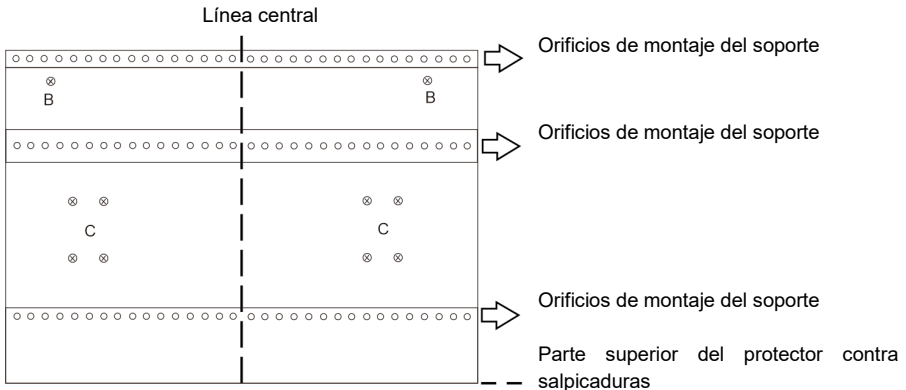 Línea central
Orificios de montaje del soporte
B
B
Orificios de montaje del soporte
C
C
Orificios de montaje del soporte
Parte superior del protector contra
salpicaduras